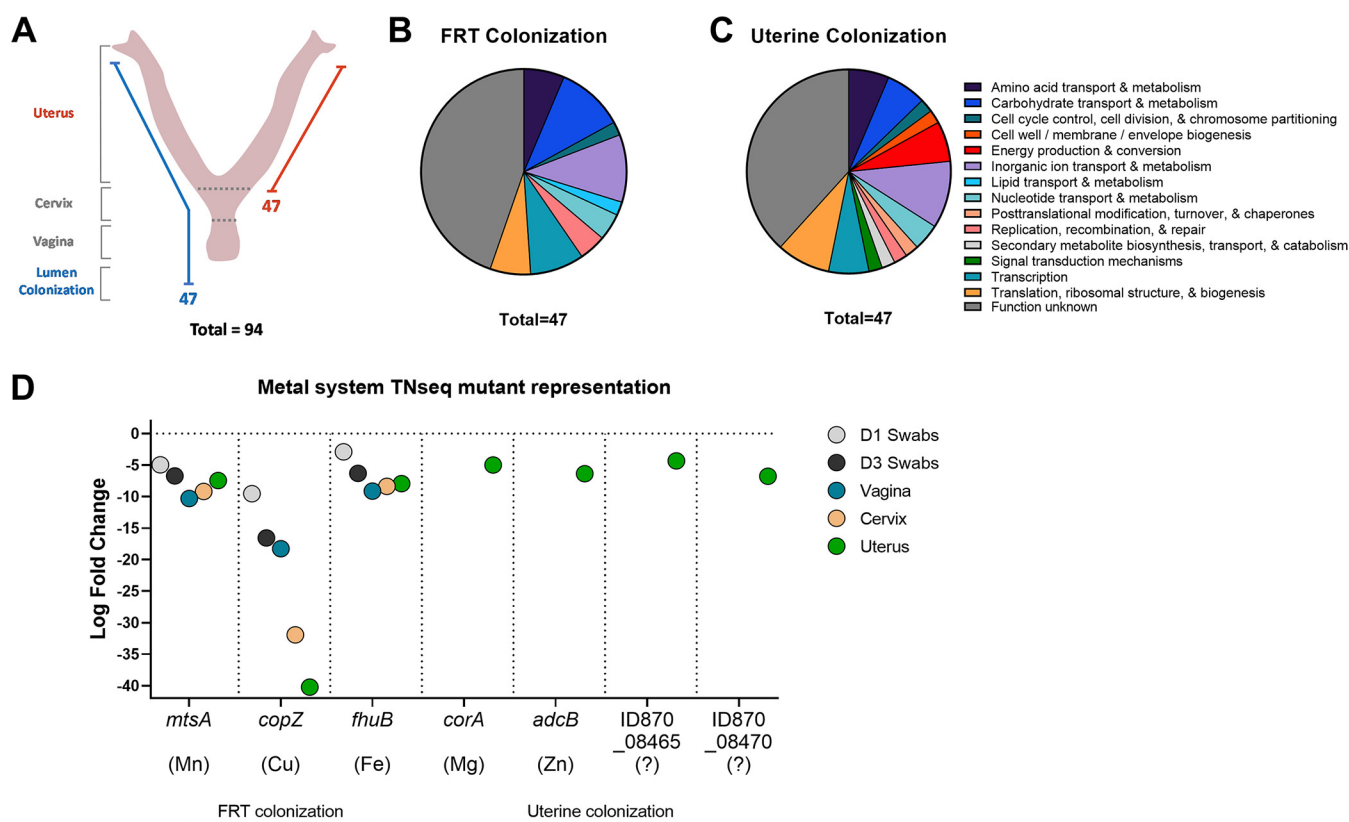 A
Uterus
Cervix
Vagina
Lumen
Colonization
47
47
Total = 94
B
FRT Colonization
Total=47
C
Uterine Colonization
Total=47
Amino acid transport & metabolism
Carbohydrate transport & metabolism
Cell cycle control, cell division, & chromosome partitioning
Cell well / membrane / envelope biogenesis
Energy production & conversion
Inorganic ion transport & metabolism
Lipid transport & metabolism
Nucleotide transport & metabolism
Posttranslational modification, turnover, & chaperones
Replication, recombination, & repair
Secondary metabolite biosynthesis, transport, & catabolism
Signal transduction mechanisms
Transcription
Translation, ribosomal structure, & biogenesis
Function unknown
D
Metal system TNseq mutant representation
Log Fold Change
0
-5
-10
-15
-20
-25
-30
-35
-40
mtsA
(Mn)
copZ
(Cu)
fhuB
(Fe)
corA
(Mg)
adcB
(Zn)
ID870
_08465
(?)
ID870
_08470
(?)
FRT colonization
Uterine colonization
D1 Swabs
D3 Swabs
Vagina
Cervix
Uterus